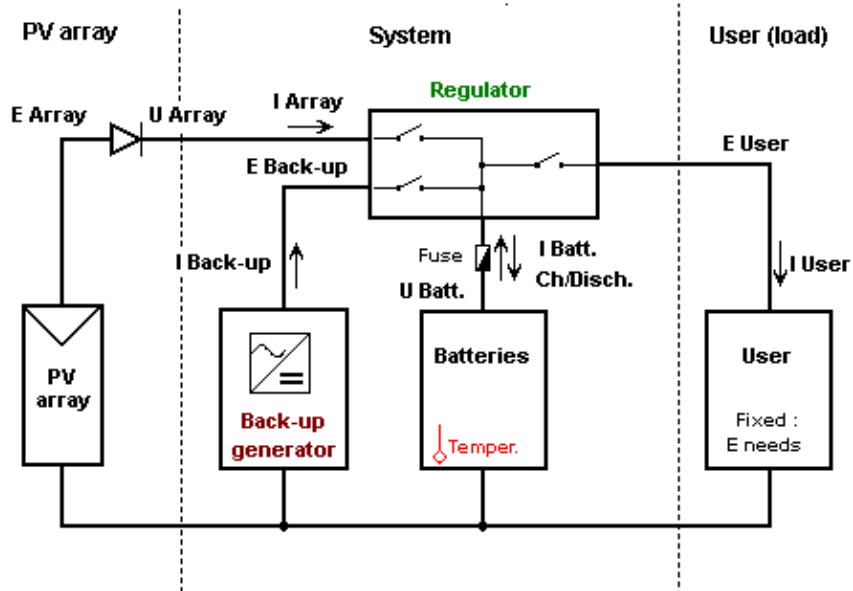 PV array
System
User (load)
Regulator
I Array
E Array
U Array
E User
E Back-up
I Back-up
Fuse
I Batt.
Ch/Disch.
U Batt.
I User
PV
array
Back-up
generator
Batteries
Temper.
User
Fixed :
E needs